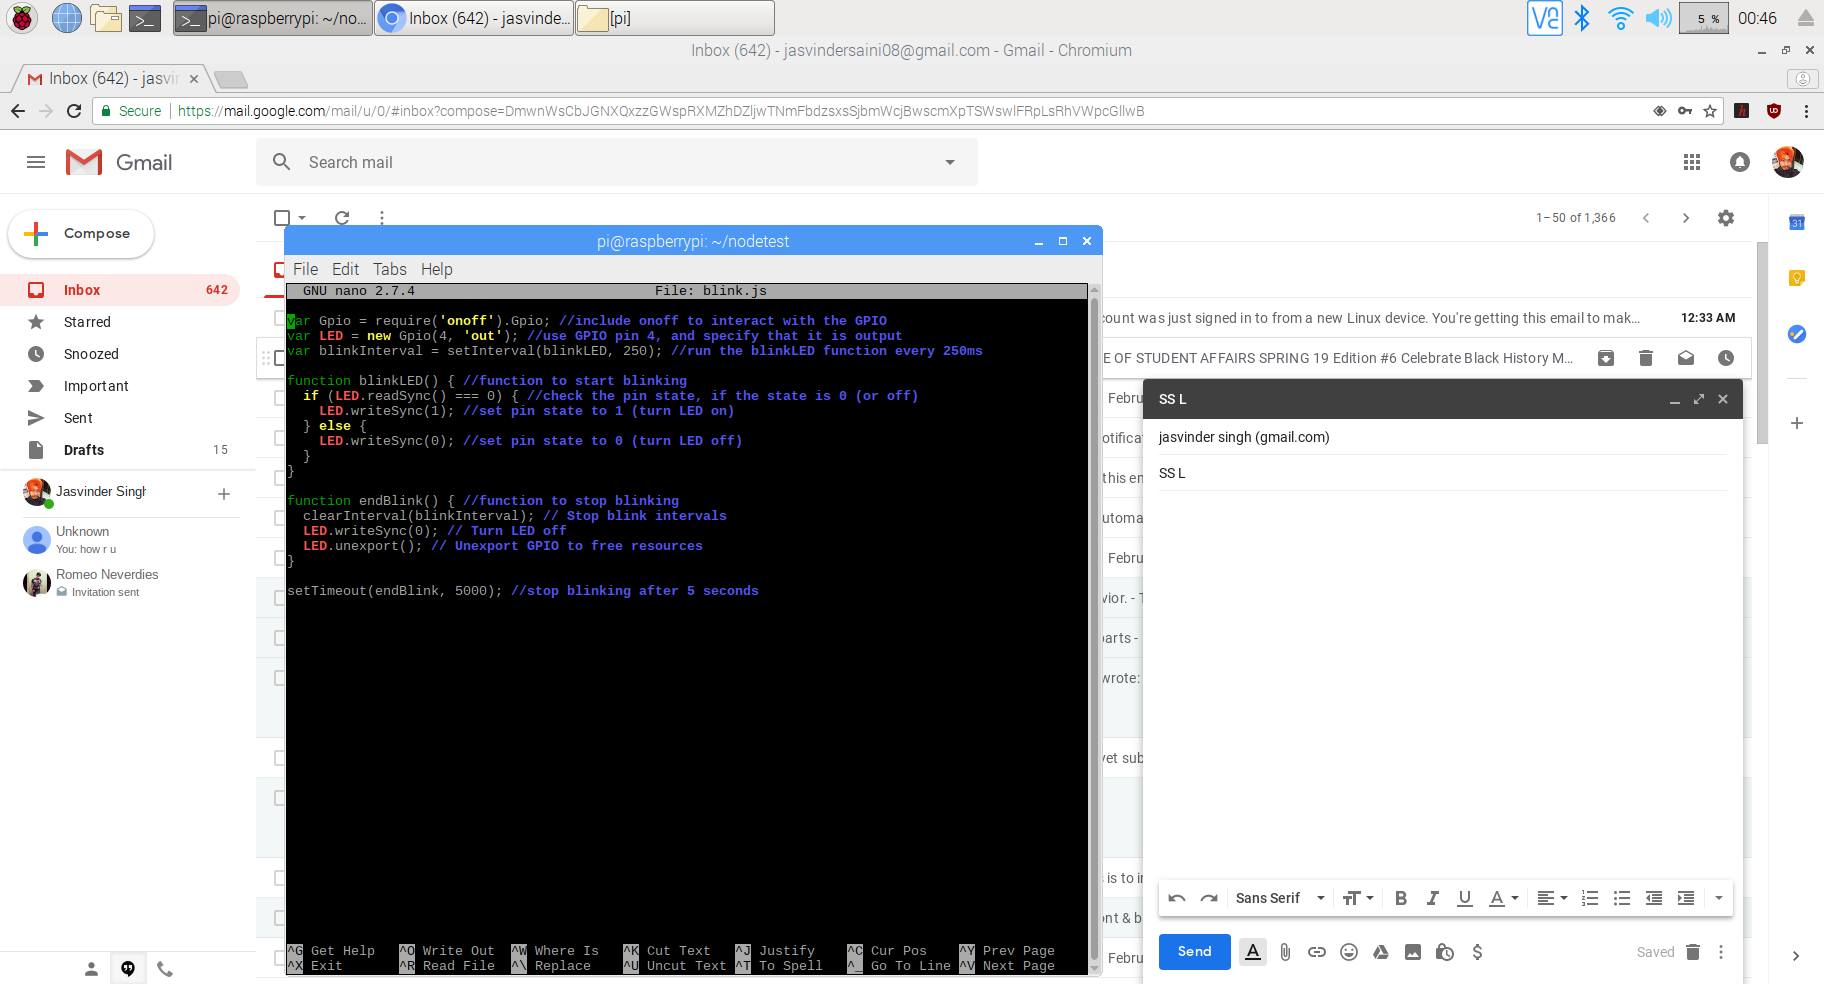 pi@raspberrypi: ~/no...
Inbox (642) - jasvinde...
[pi]
5 %
00:46
Inbox (642) - jasvindersaini08@gmail.com - Gmail - Chromium
Inbox (642) - jasvin
Secure
https://mail.google.com/mail/u/0/#inbox?compose=DmwnWsCbJGNXQxzzGWspRXMZhDZljwTNmFbdzsxsSjbmWcjBwscmXpTSWswlFRpLsRhVWpcGllwB
Gmail
Search mail
Compose
1–50 of 1,366
31
Inbox 642
Starred
Snoozed
Important
Sent
Drafts 15
Jasvinder Singh
Unknown
You: how r u
Romeo Neverdies
Invitation sent
pi@raspberrypi: ~/nodetest
File Edit Tabs Help
GNU nano 2.7.4 File: blink.js
var Gpio = require('onoff').Gpio; //include onoff to interact with the GPIO
var LED = new Gpio(4, 'out'); //use GPIO pin 4, and specify that it is output
var blinkInterval = setInterval(blinkLED, 250); //run the blinkLED function every 250ms
function blinkLED() { //function to start blinking
if (LED.readSync() === 0) { //check the pin state, if the state is 0 (or off)
LED.writeSync(1); //set pin state to 1 (turn LED on)
} else {
LED.writeSync(0); //set pin state to 0 (turn LED off)
}
}
function endBlink() { //function to stop blinking
clearInterval(blinkInterval); // Stop blink intervals
LED.writeSync(0); // Turn LED off
LED.unexport(); // Unexport GPIO to free resources
}
setTimeout(endBlink, 5000); //stop blinking after 5 seconds
^G Get Help ^O Write Out ^W Where Is ^K Cut Text ^J Justify ^C Cur Pos ^Y Prev Page
^X Exit ^R Read File ^\ Replace ^U Uncut Text ^T To Spell ^_ Go To Line ^V Next Page
count was just signed in to from a new Linux device. You're getting this email to mak... 12:33 AM
E OF STUDENT AFFAIRS SPRING 19 Edition #6 Celebrate Black History M...
Febru
otificat
this en
automa
Febru
vior. - T
parts -
wrote:
yet sub
is to in
ont & b
Febru
SS L
jasvinder singh (gmail.com)
SS L
Sans Serif
Send
Saved